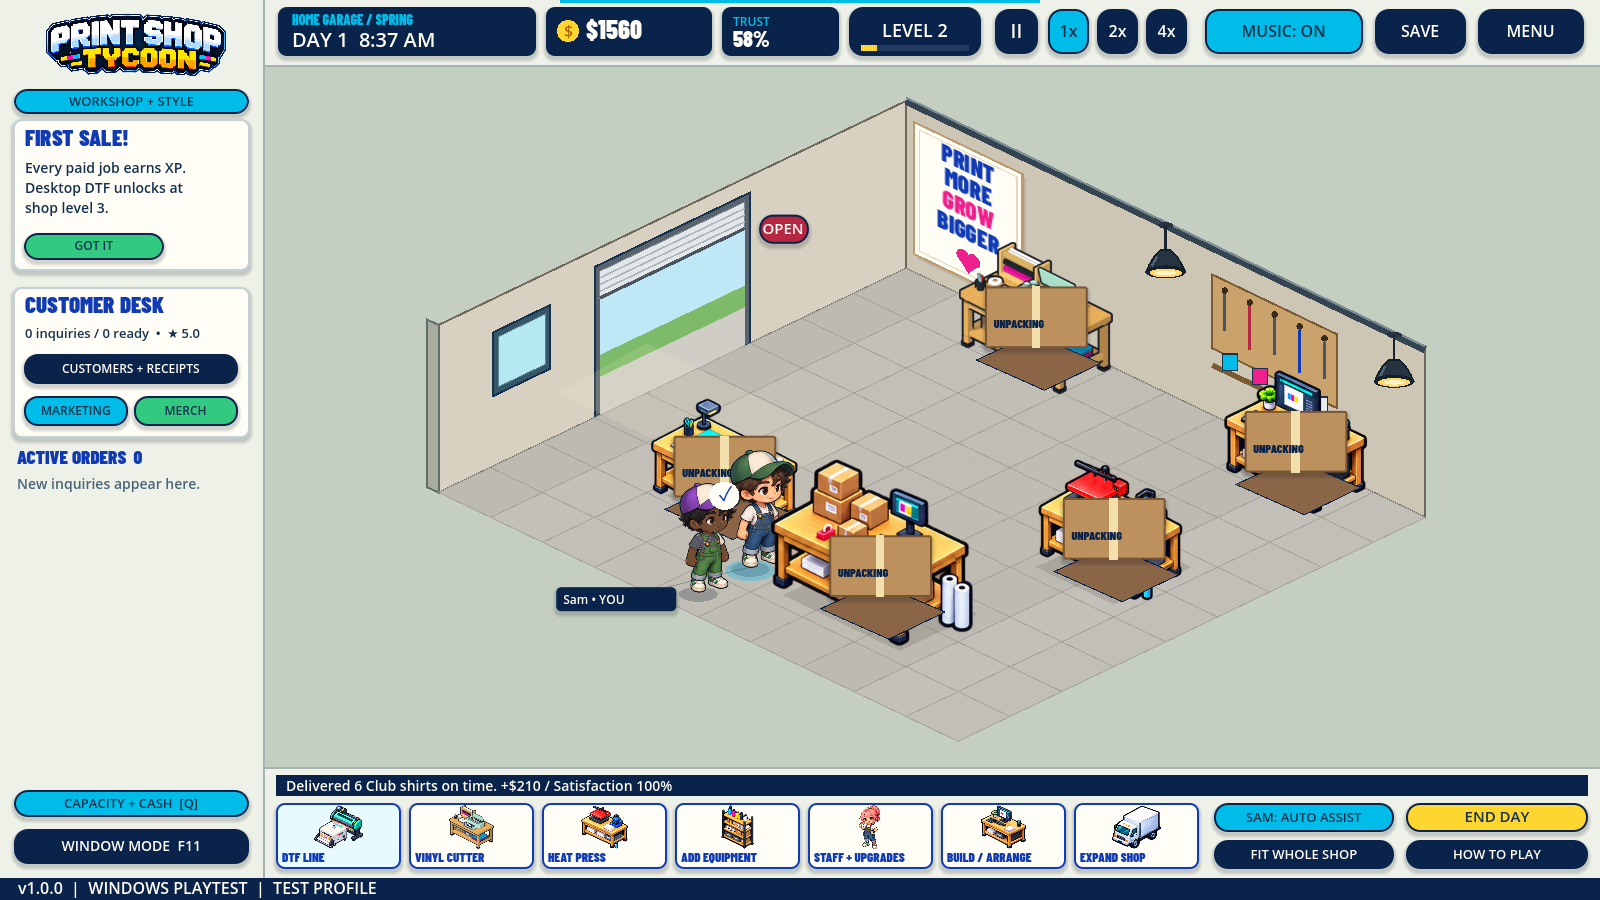 PRINT SHOP
TYCOON
HOME GARAGE / SPRING
DAY 1  8:37 AM
$
$1560
TRUST
58%
LEVEL 2
1x
2x
4x
MUSIC: ON
SAVE
MENU
WORKSHOP + STYLE
FIRST SALE!
Every paid job earns XP.
Desktop DTF unlocks at
shop level 3.
GOT IT
CUSTOMER DESK
0 inquiries / 0 ready • ★ 5.0
CUSTOMERS + RECEIPTS
MARKETING
MERCH
ACTIVE ORDERS 0
New inquiries appear here.
OPEN
PRINT
MORE
GROW
BIGGER
UNPACKING
UNPACKING
UNPACKING
UNPACKING
UNPACKING
Sam • YOU
CAPACITY + CASH [Q]
WINDOW MODE F11
Delivered 6 Club shirts on time. +$210 / Satisfaction 100%
DTF LINE
VINYL CUTTER
HEAT PRESS
ADD EQUIPMENT
STAFF + UPGRADES
BUILD / ARRANGE
EXPAND SHOP
SAM: AUTO ASSIST
END DAY
FIT WHOLE SHOP
HOW TO PLAY
v1.0.0 | WINDOWS PLAYTEST | TEST PROFILE